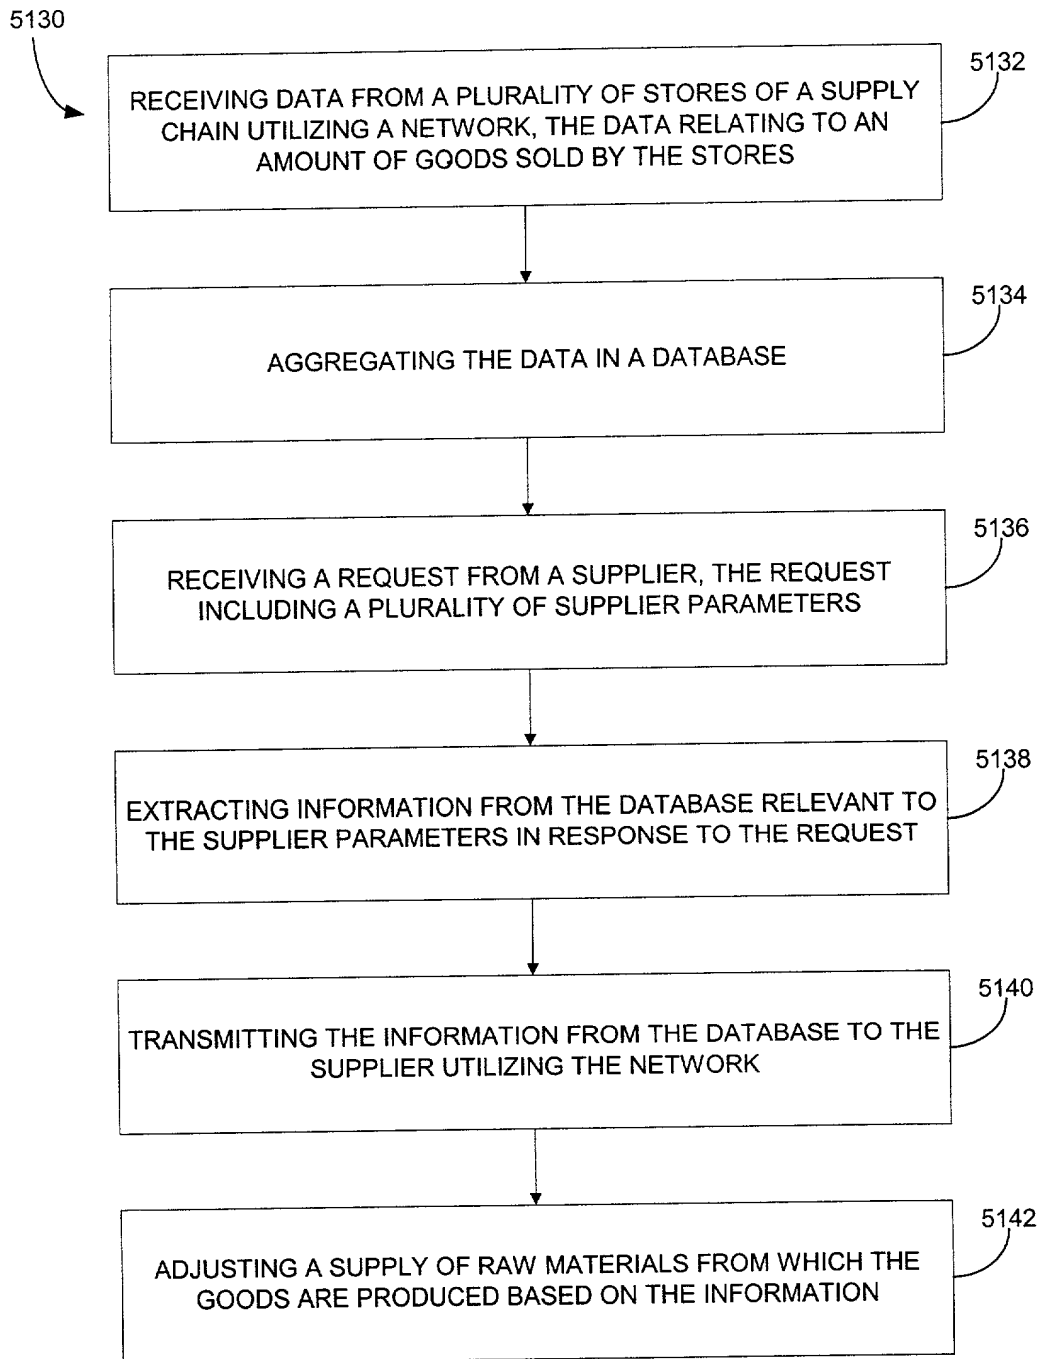 5130
5132
RECEIVING DATA FROM A PLURALITY OF STORES OF A SUPPLY
CHAIN UTILIZING A NETWORK, THE DATA RELATING TO AN
AMOUNT OF GOODS SOLD BY THE STORES
5134
AGGREGATING THE DATA IN A DATABASE
5136
RECEIVING A REQUEST FROM A SUPPLIER, THE REQUEST
INCLUDING A PLURALITY OF SUPPLIER PARAMETERS
5138
EXTRACTING INFORMATION FROM THE DATABASE RELEVANT TO
THE SUPPLIER PARAMETERS IN RESPONSE TO THE REQUEST
5140
TRANSMITTING THE INFORMATION FROM THE DATABASE TO THE
SUPPLIER UTILIZING THE NETWORK
5142
ADJUSTING A SUPPLY OF RAW MATERIALS FROM WHICH THE
GOODS ARE PRODUCED BASED ON THE INFORMATION